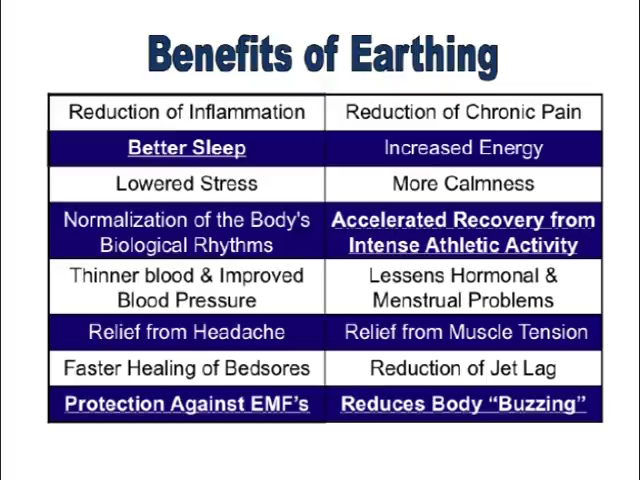 Benefits of Earthing
Reduction of Inflammation
Reduction of Chronic Pain
Better Sleep
Increased Energy
Lowered Stress
More Calmness
Normalization of the Body's
Biological Rhythms
Accelerated Recovery from
Intense Athletic Activity
Thinner blood & Improved
Blood Pressure
Lessens Hormonal &
Menstrual Problems
Relief from Headache
Relief from Muscle Tension
Faster Healing of Bedsores
Reduction of Jet Lag
Protection Against EMF's
Reduces Body “Buzzing”